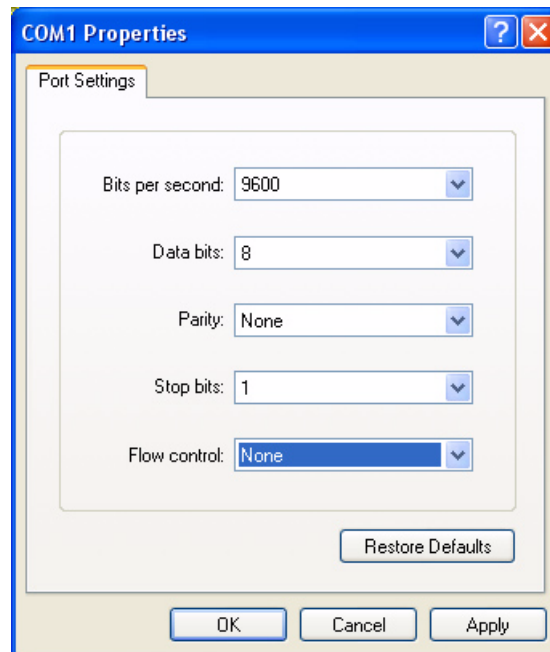 COM1 Properties
Port Settings
Bits per second: 9600
Data bits: 8
Parity: None
Stop bits: 1
Flow control: None
Restore Defaults
OK Cancel Apply